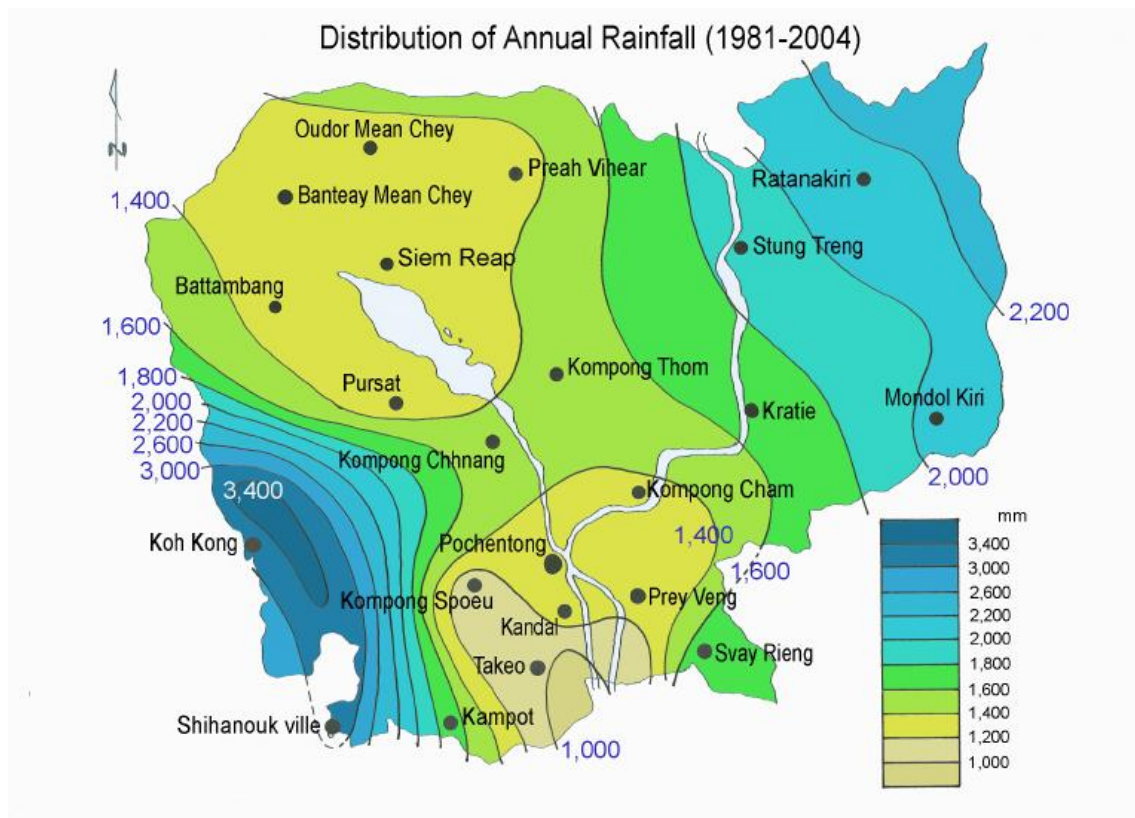 Distribution of Annual Rainfall (1981-2004)
N
Oudor Mean Chey
Preah Vihear
Ratanakiri
Banteay Mean Chey
1,400
Stung Treng
Siem Reap
Battambang
2,200
1,600
Kompong Thom
1,800
Pursat
Mondol Kiri
2,000
Kratie
2,200
2,600
Kompong Chhnang
3,000
2,000
3,400
Kompong Cham
mm
Koh Kong
Pochentong
1,400
3,400
1,600
3,000
Kompong Spoeu
Prey Veng
2,600
Kandal
2,200
2,000
Takeo
Svay Rieng
1,800
1,600
Shihanouk ville
Kampot
1,400
1,200
1,000
1,000